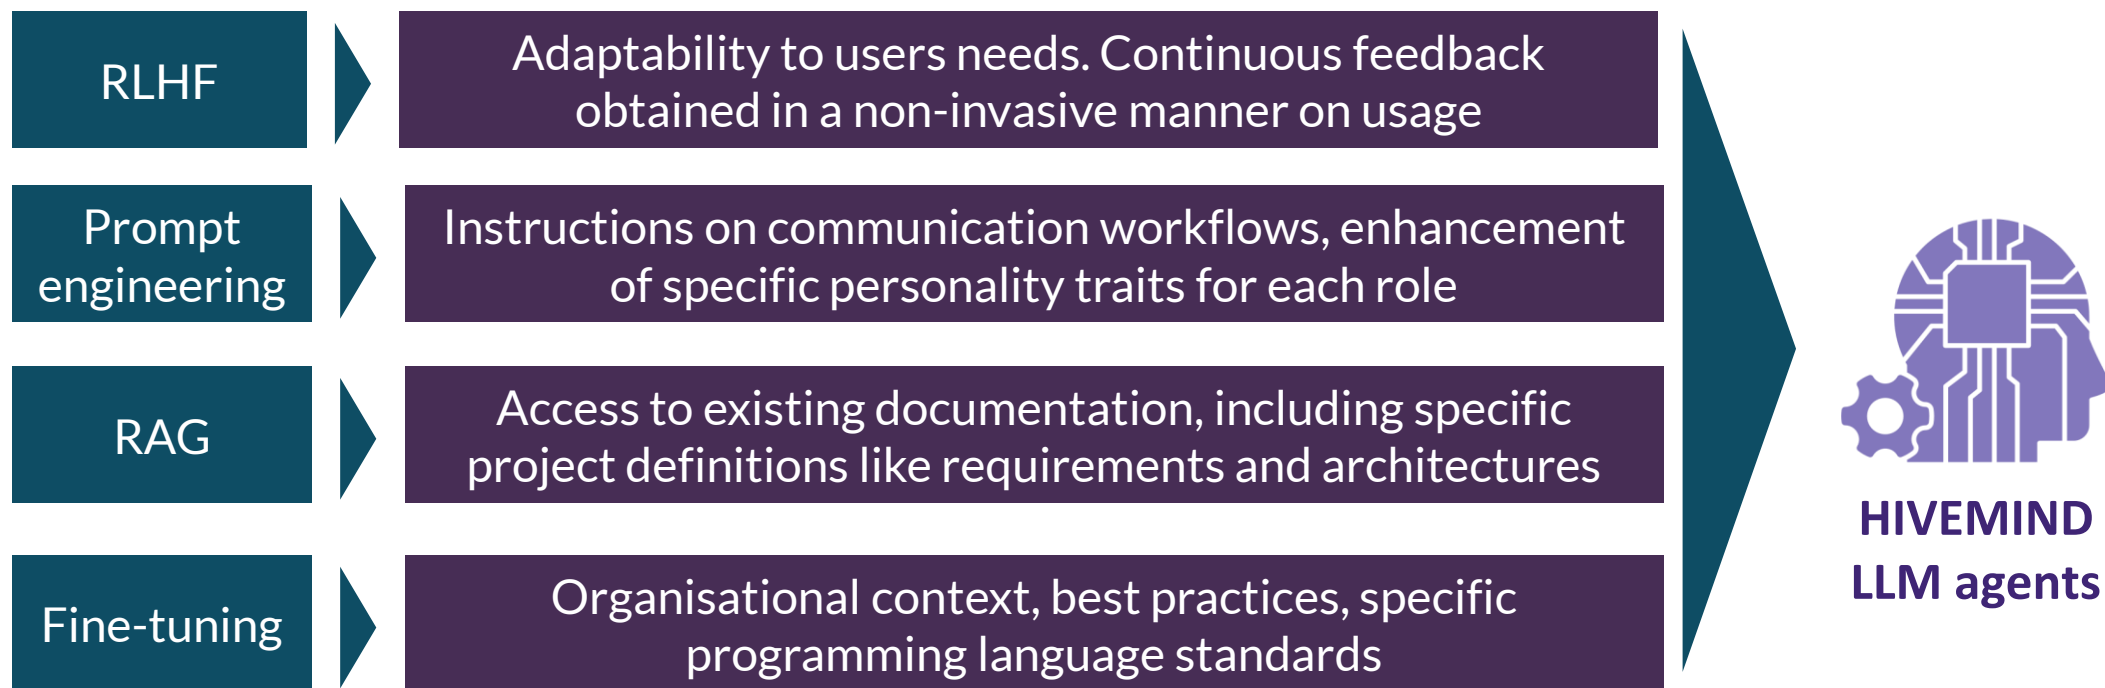 RLHF
Adaptability to users needs. Continuous feedback
obtained in a non-invasive manner on usage
Prompt
engineering
Instructions on communication workflows, enhancement
of specific personality traits for each role
RAG
Access to existing documentation, including specific
project definitions like requirements and architectures
Fine-tuning
Organisational context, best practices, specific
programming language standards
HIVEMIND
LLM agents